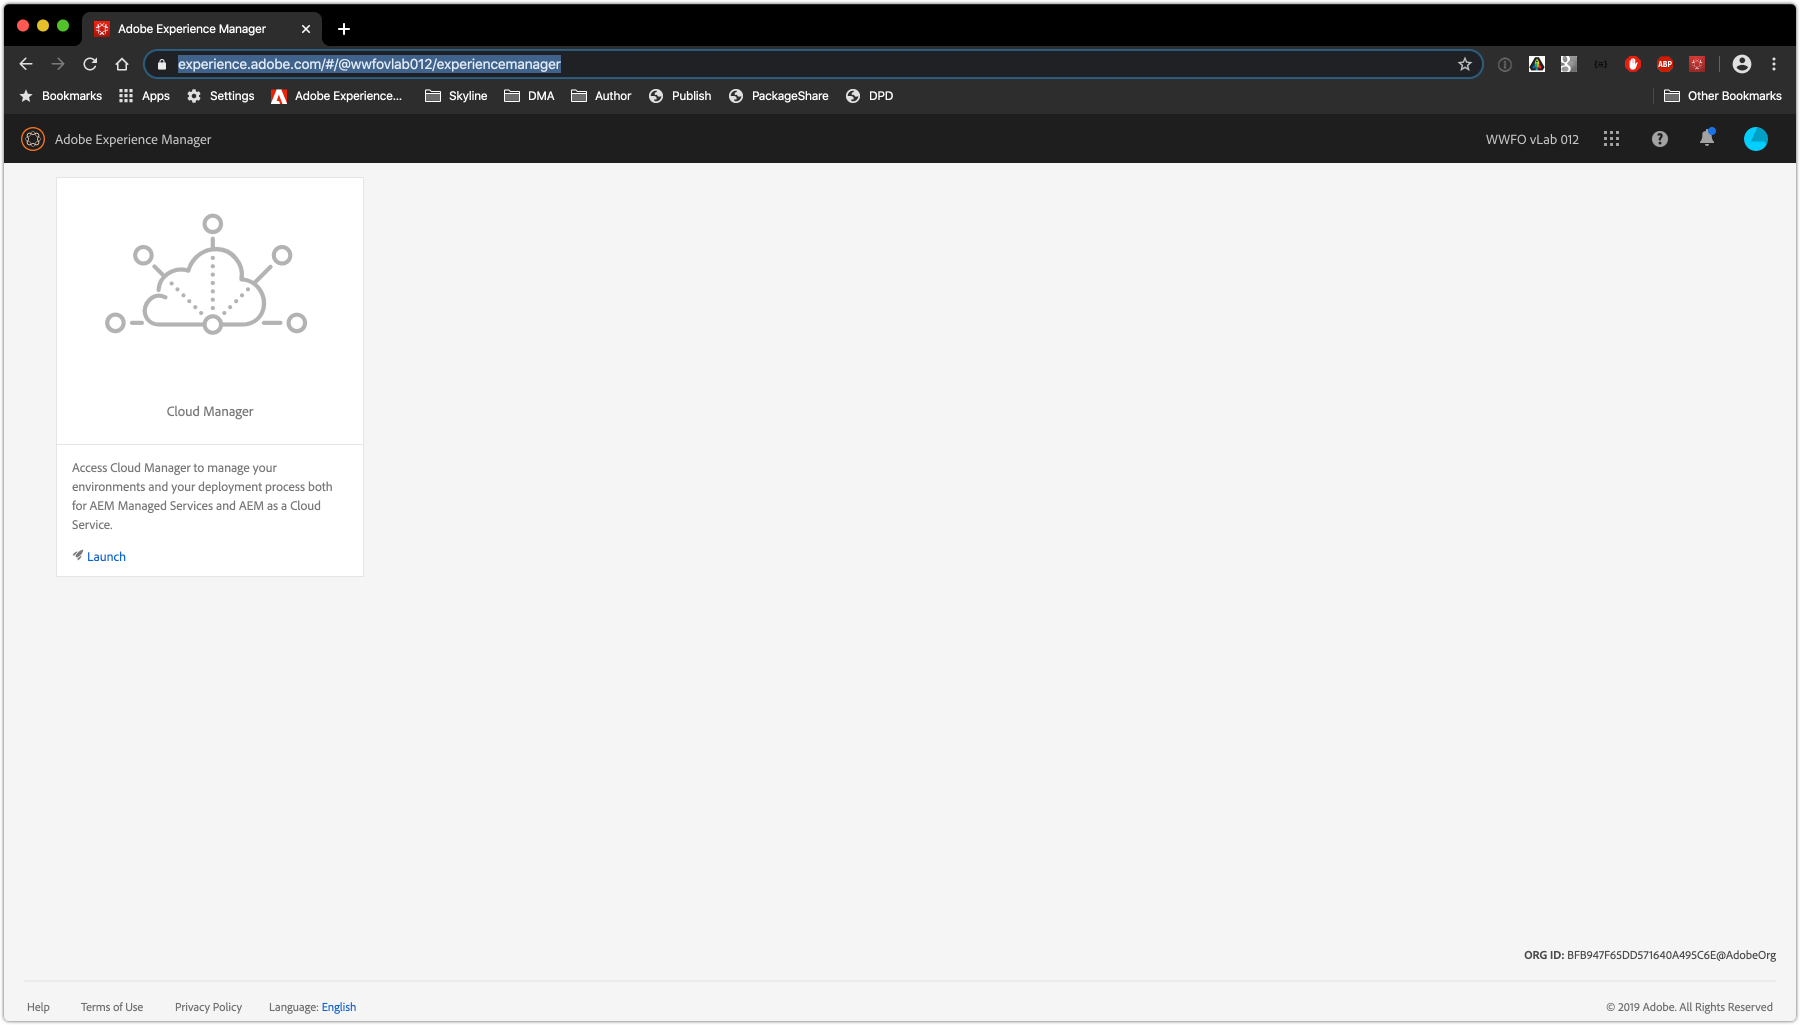 Adobe Experience Manager
experience.adobe.com/#/@wwfovlab012/experiencemanager
ABP
Bookmarks Apps Settings Adobe Experience... Skyline DMA Author Publish PackageShare DPD Other Bookmarks
Adobe Experience Manager WWFO vLab 012
Cloud Manager
Access Cloud Manager to manage your
environments and your deployment process both
for AEM Managed Services and AEM as a Cloud
Service.
Launch
ORG ID: BFB947F65DD571640A495C6E@AdobeOrg
Help Terms of Use Privacy Policy Language: English © 2019 Adobe. All Rights Reserved